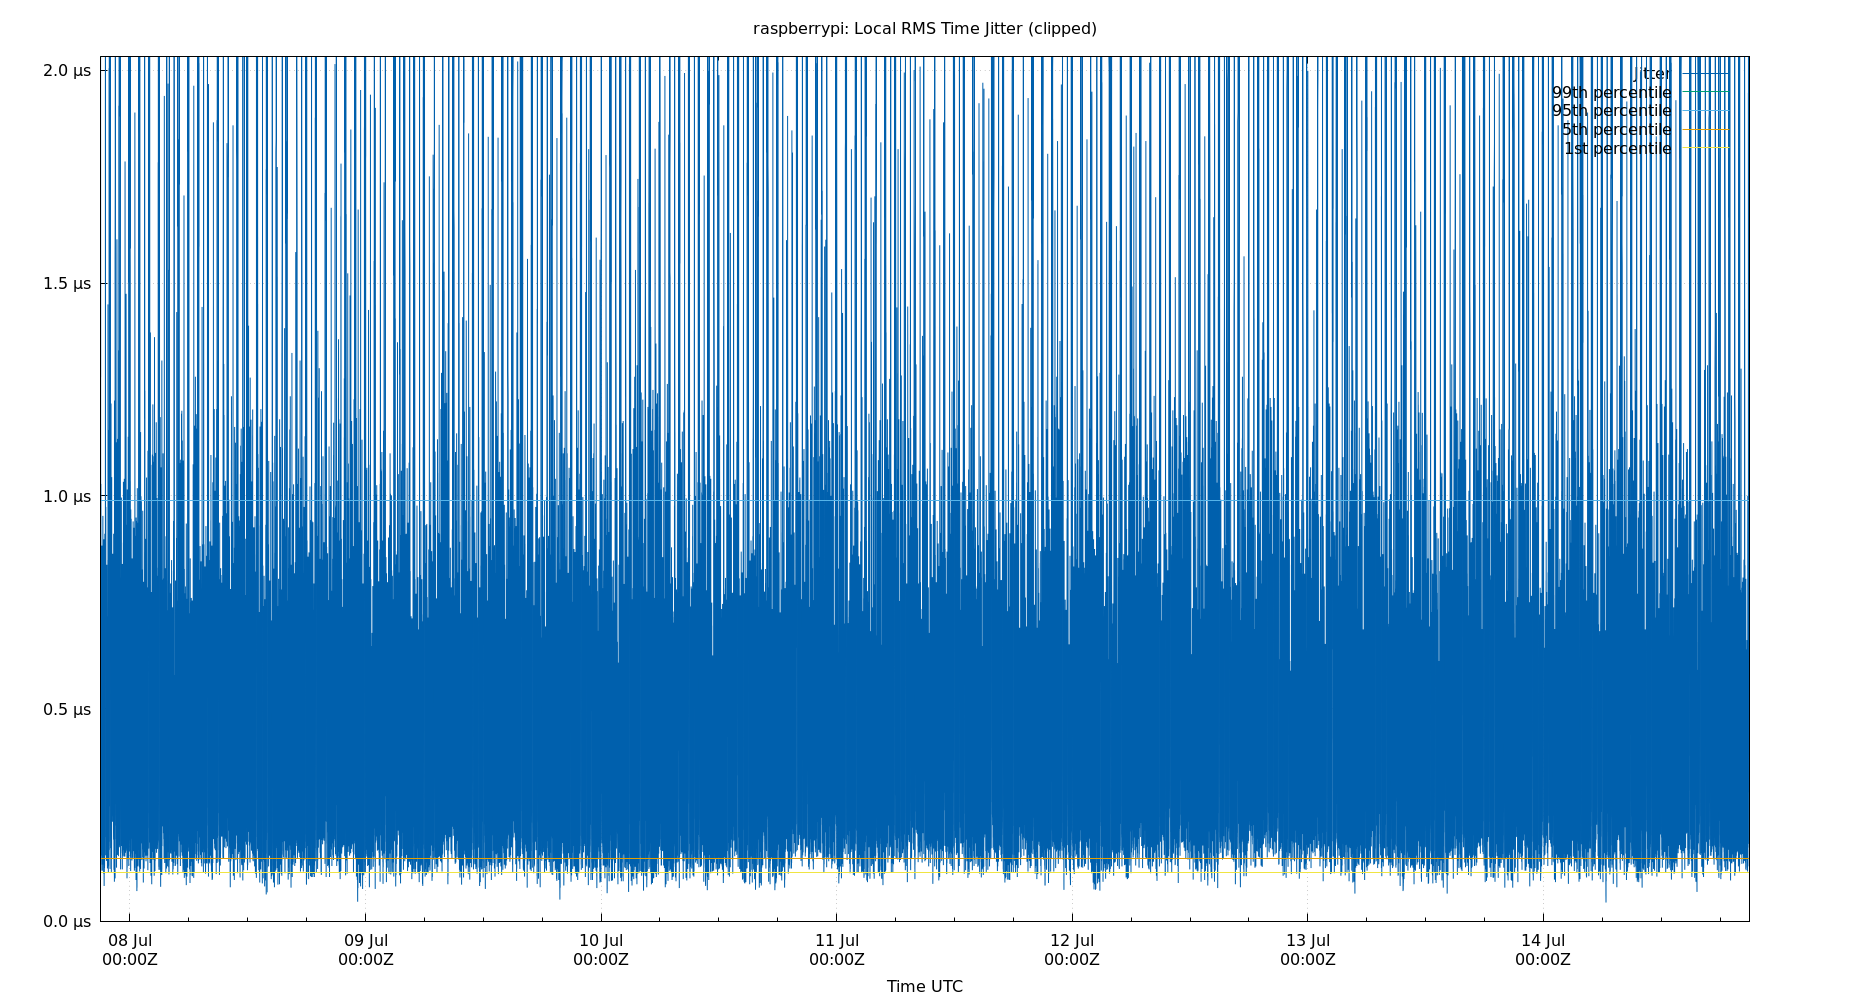 raspberrypi: Local RMS Time Jitter (clipped)
2.0 µs
1.5 µs
1.0 µs
0.5 µs
0.0 µs
Jitter
99th percentile
95th percentile
5th percentile
1st percentile
08 Jul
00:00Z
09 Jul
00:00Z
10 Jul
00:00Z
11 Jul
00:00Z
12 Jul
00:00Z
13 Jul
00:00Z
14 Jul
00:00Z
Time UTC